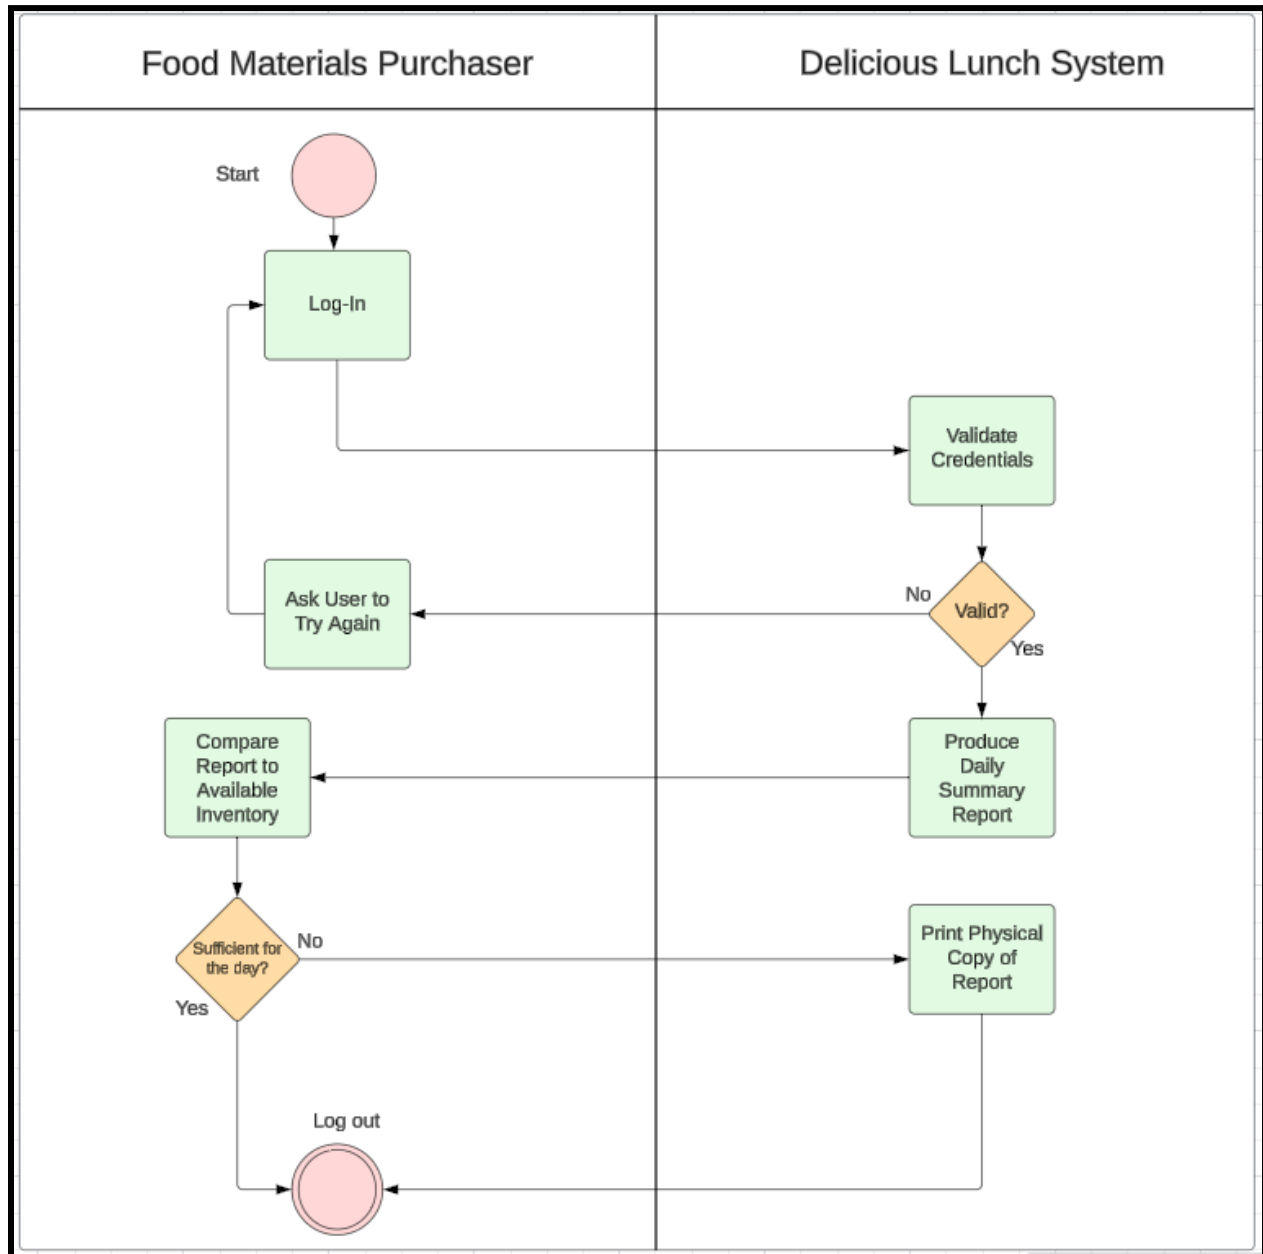 Food Materials Purchaser
Delicious Lunch System
Start
Log-In
Validate
Credentials
No
Valid?
Yes
Ask User to
Try Again
Compare
Report to
Available
Inventory
Produce
Daily
Summary
Report
Sufficient for
the day?
No
Yes
Print Physical
Copy of
Report
Log out